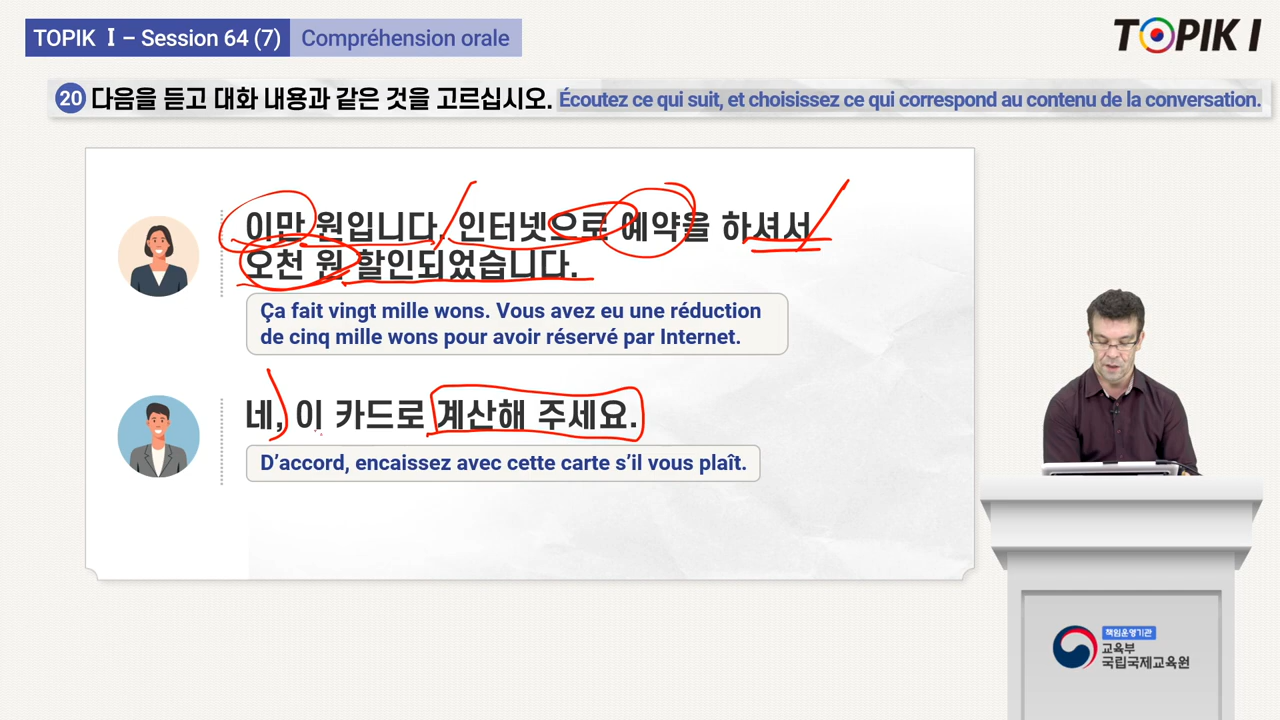 TOPIK Ⅰ – Session 64 (7) Compréhension orale
TOPIK I
20 다음을 듣고 대화 내용과 같은 것을 고르십시오. Écoutez ce qui suit, et choisissez ce qui correspond au contenu de la conversation.
이만 원입니다. 인터넷으로 예약을 하셔서
오천 원 할인되었습니다.
Ça fait vingt mille wons. Vous avez eu une réduction
de cinq mille wons pour avoir réservé par Internet.
네, 이 카드로 계산해 주세요.
D’accord, encaissez avec cette carte s’il vous plaît.
책임운영기관
교육부
국립국제교육원